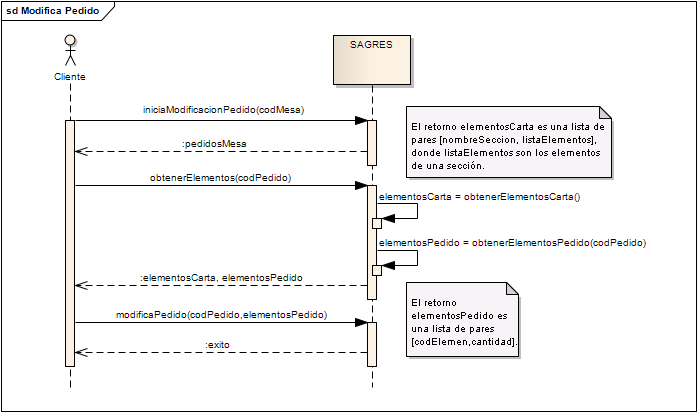 sd Modifica Pedido
Cliente
SAGRES
iniciaModificacionPedido(codMesa)
:pedidosMesa
El retorno elementosCarta es una lista de
pares [nombreSeccion, listaElementos],
donde listaElementos son los elementos
de una sección.
obtenerElementos(codPedido)
elementosCarta = obtenerElementosCarta()
elementosPedido = obtenerElementosPedido(codPedido)
:elementosCarta, elementosPedido
El retorno
elementosPedido es
una lista de pares
[codElemen,cantidad].
modificaPedido(codPedido,elementosPedido)
:exito